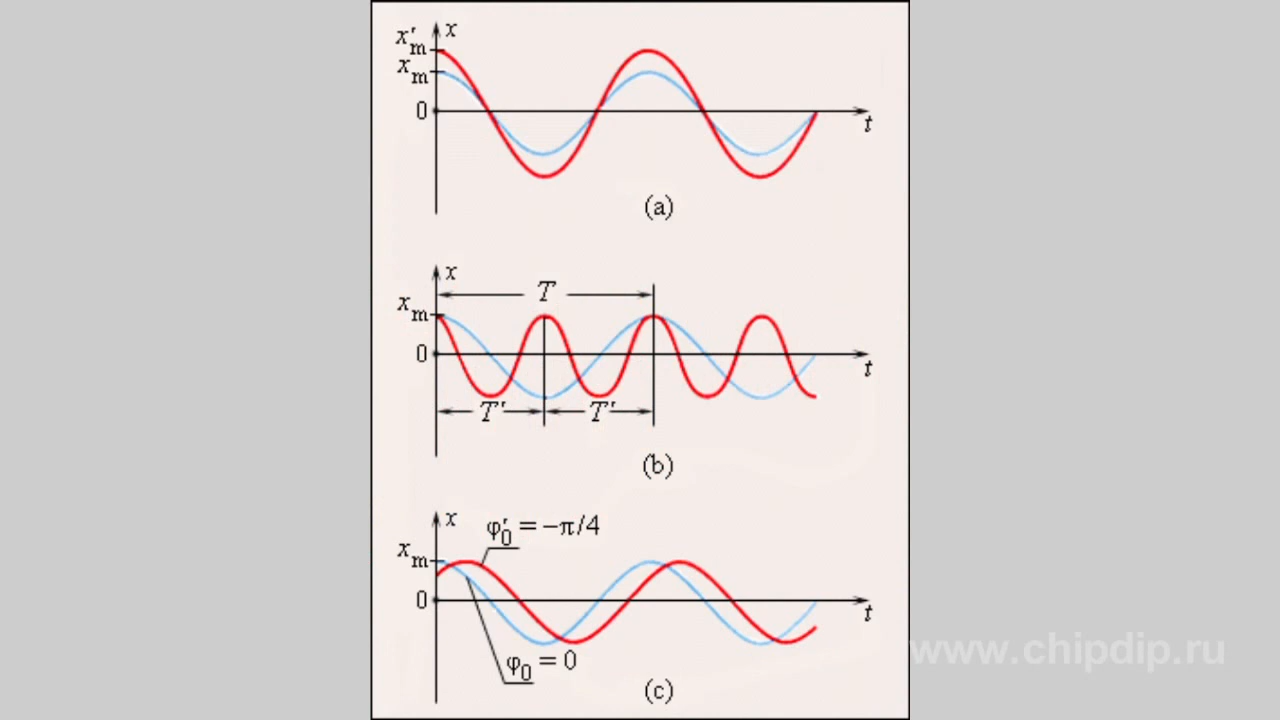 x
x′m
xm
0
t
(a)
x
T
xm
0
t
T′ T′
(b)
x
φ′0 = −π/4
xm
0
t
φ0 = 0
www.chipdip.ru
(c)